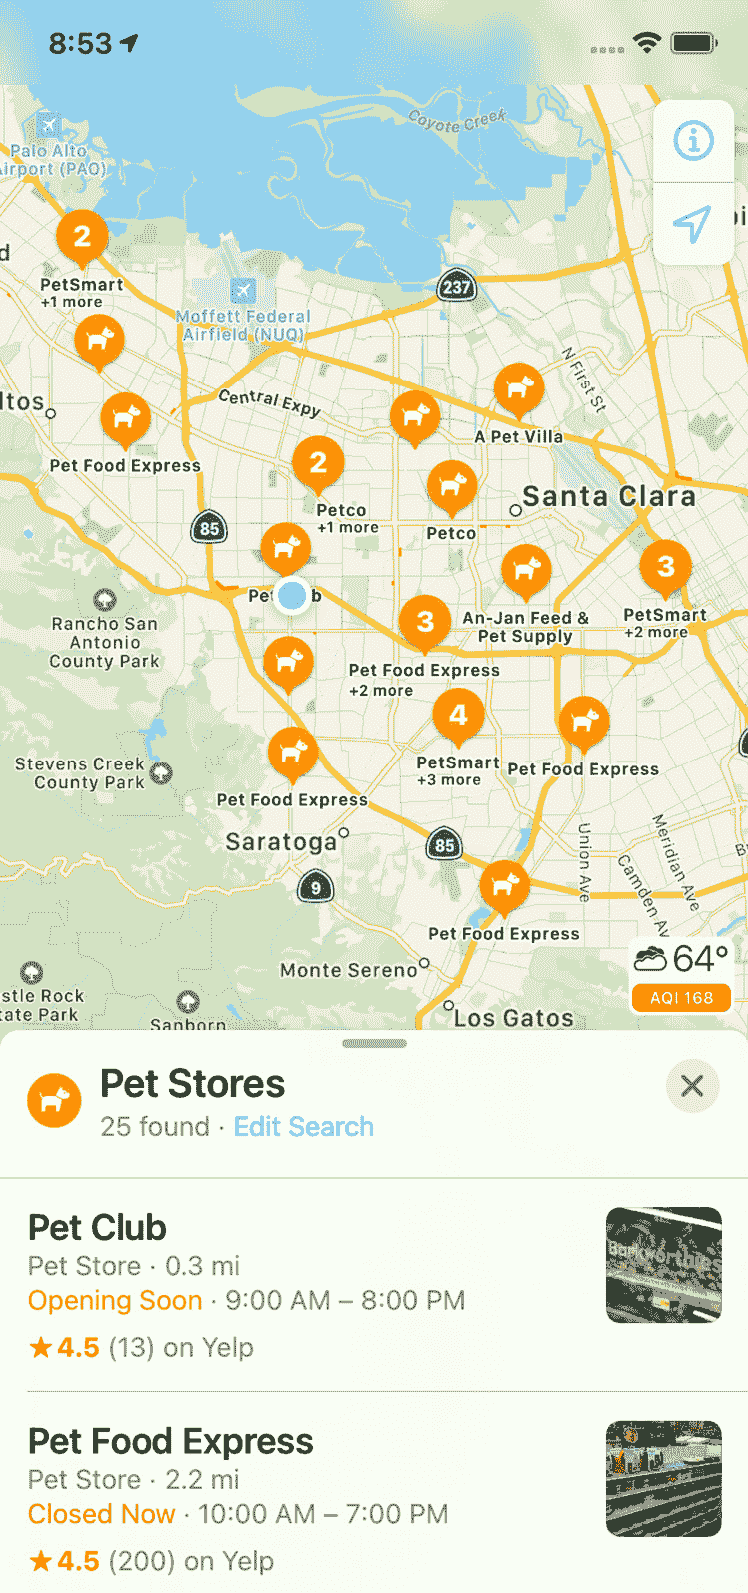 8:53
Coyote Creek
Palo Alto
Airport (PAO)
2
PetSmart
+1 more
237
Moffett Federal
Airfield (NUQ)
N First St
ltos
Central Expy
A Pet Villa
Pet Food Express
2
Petco
+1 more
Santa Clara
85
Petco
3
PetSmart
+2 more
An-Jan Feed &
Pet Supply
Rancho San
Antonio
County Park
3
Pet Food Express
+2 more
4
PetSmart
+3 more
Pet Food Express
Stevens Creek
County Park
Pet Food Express
Saratoga
85
Union Ave
Meridian Ave
Camden Av
9
Pet Food Express
Monte Sereno
64°
AQI 168
stle Rock
tate Park
Sanborn
Los Gatos
Pet Stores
25 found · Edit Search
Pet Club
Pet Store · 0.3 mi
Opening Soon · 9:00 AM – 8:00 PM
★ 4.5 (13) on Yelp
Barkworthies
Pet Food Express
Pet Store · 2.2 mi
Closed Now · 10:00 AM – 7:00 PM
★ 4.5 (200) on Yelp